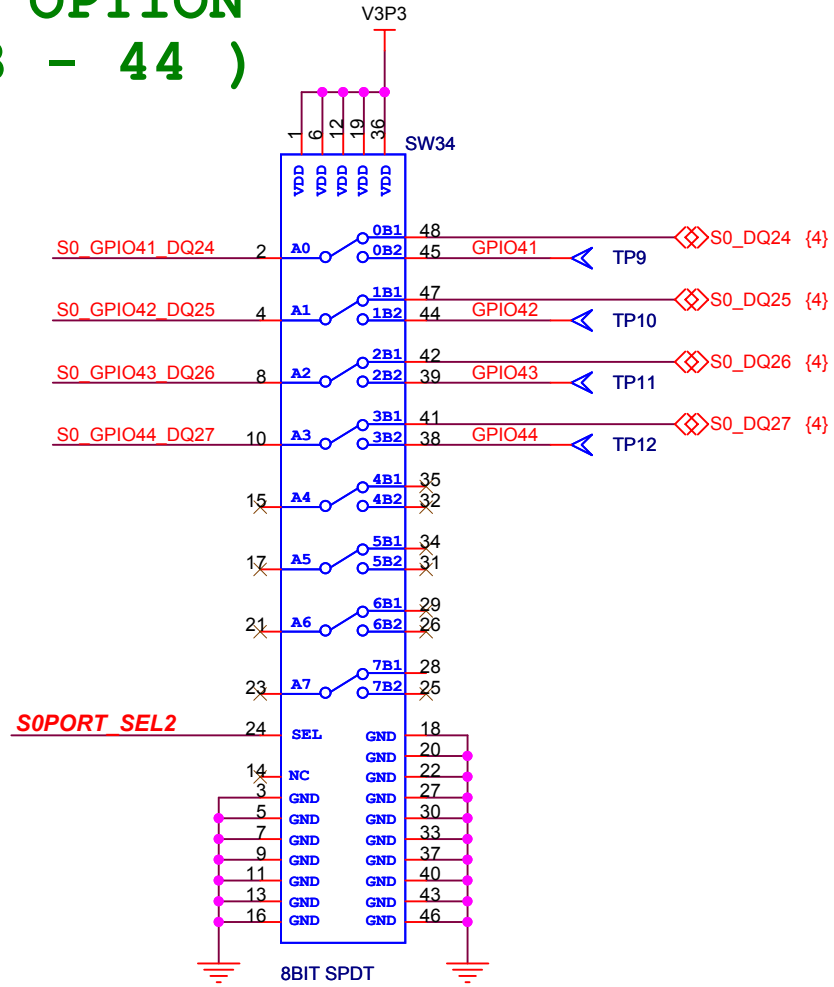 OPTION
- 44 )
V3P3
1 6 12 19 36
SW34
VDD VDD VDD VDD VDD
S0_GPIO41_DQ24 2 A0 0B1 48 S0_DQ24 {4}
0B2 45 GPIO41 TP9
S0_GPIO42_DQ25 4 A1 1B1 47 S0_DQ25 {4}
1B2 44 GPIO42 TP10
S0_GPIO43_DQ26 8 A2 2B1 42 S0_DQ26 {4}
2B2 39 GPIO43 TP11
S0_GPIO44_DQ27 10 A3 3B1 41 S0_DQ27 {4}
3B2 38 GPIO44 TP12
15 A4 4B1 35
4B2 32
17 A5 5B1 34
5B2 31
21 A6 6B1 29
6B2 26
23 A7 7B1 28
7B2 25
S0PORT_SEL2 24 SEL GND 18
GND 20
14 NC GND 22
3 GND GND 27
5 GND GND 30
7 GND GND 33
9 GND GND 37
11 GND GND 40
13 GND GND 43
16 GND GND 46
8BIT SPDT